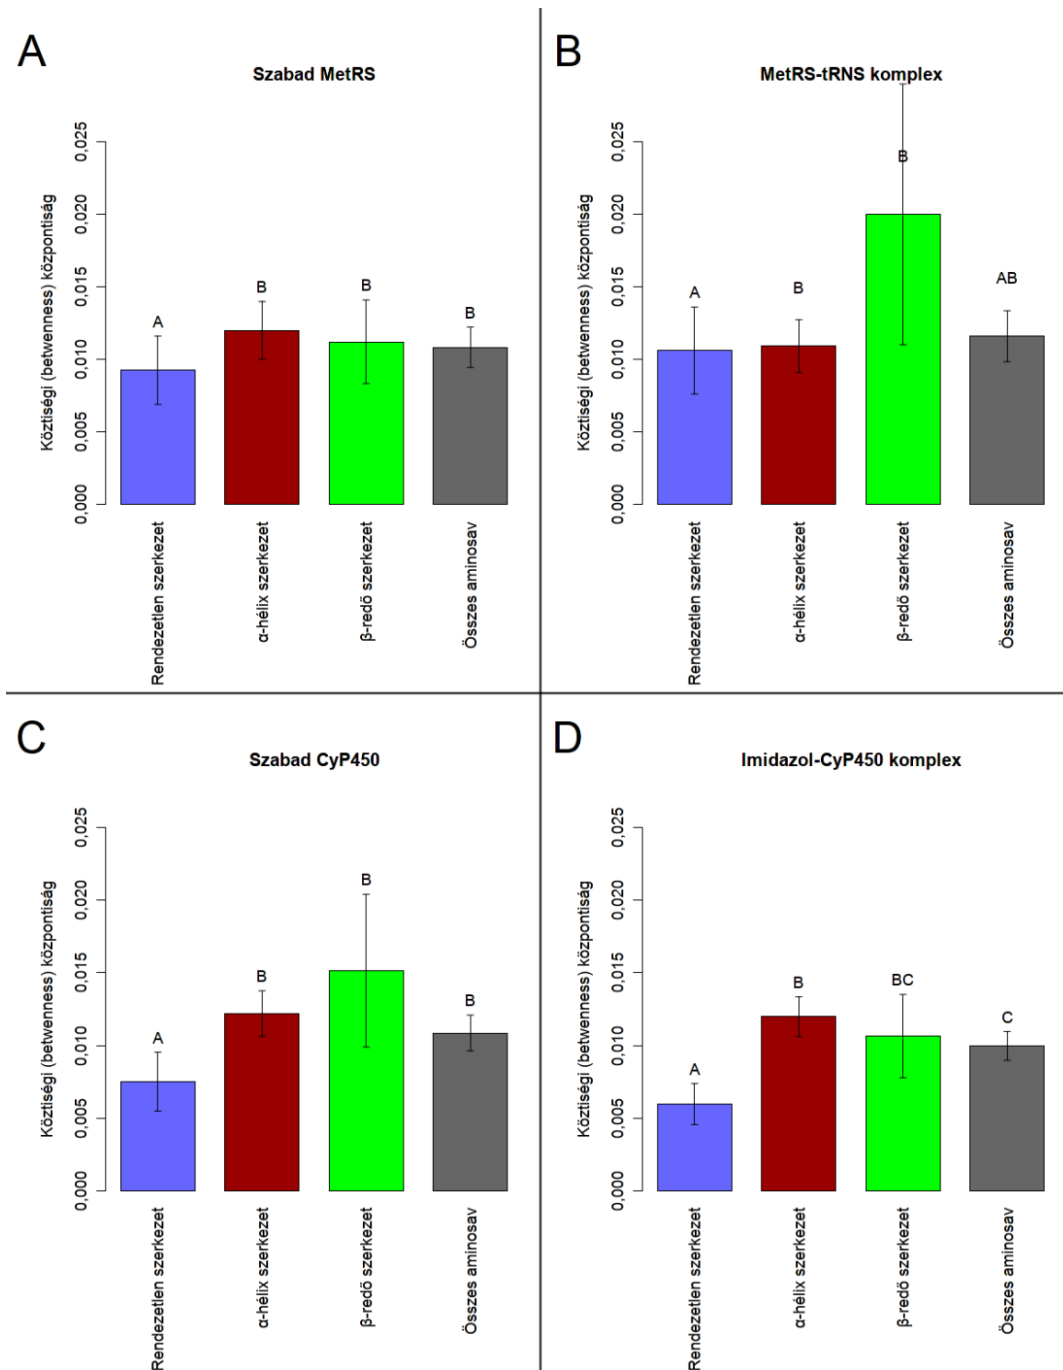 A
Szabad MetRS
Köztiségi (betwenness) központiság
0,025
0,020
0,015
0,010
0,005
0,000
A
B
B
B
Rendezetlen szerkezet
α-hélix szerkezet
β-redő szerkezet
Összes aminosav
B
MetRS-tRNS komplex
Köztiségi (betwenness) központiság
0,025
0,020
0,015
0,010
0,005
0,000
A
B
B
AB
Rendezetlen szerkezet
α-hélix szerkezet
β-redő szerkezet
Összes aminosav
C
Szabad CyP450
Köztiségi (betwenness) központiság
0,025
0,020
0,015
0,010
0,005
0,000
A
B
B
B
Rendezetlen szerkezet
α-hélix szerkezet
β-redő szerkezet
Összes aminosav
D
Imidazol-CyP450 komplex
Köztiségi (betwenness) központiság
0,025
0,020
0,015
0,010
0,005
0,000
A
B
BC
C
Rendezetlen szerkezet
α-hélix szerkezet
β-redő szerkezet
Összes aminosav